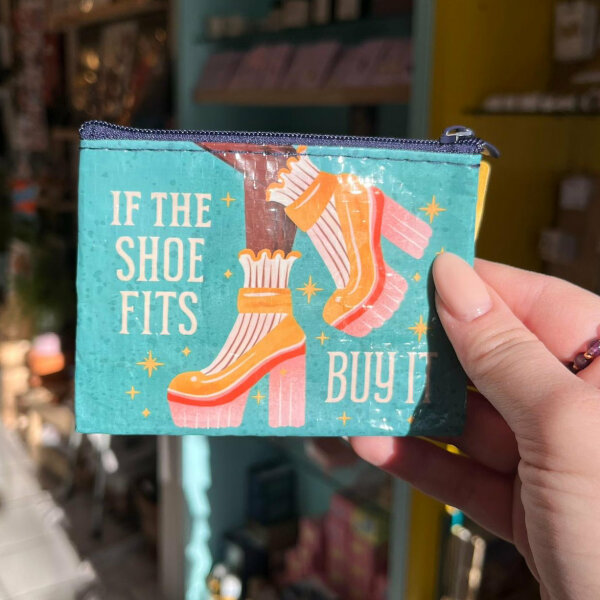 IF THE
SHOE
FITS
BUY IT